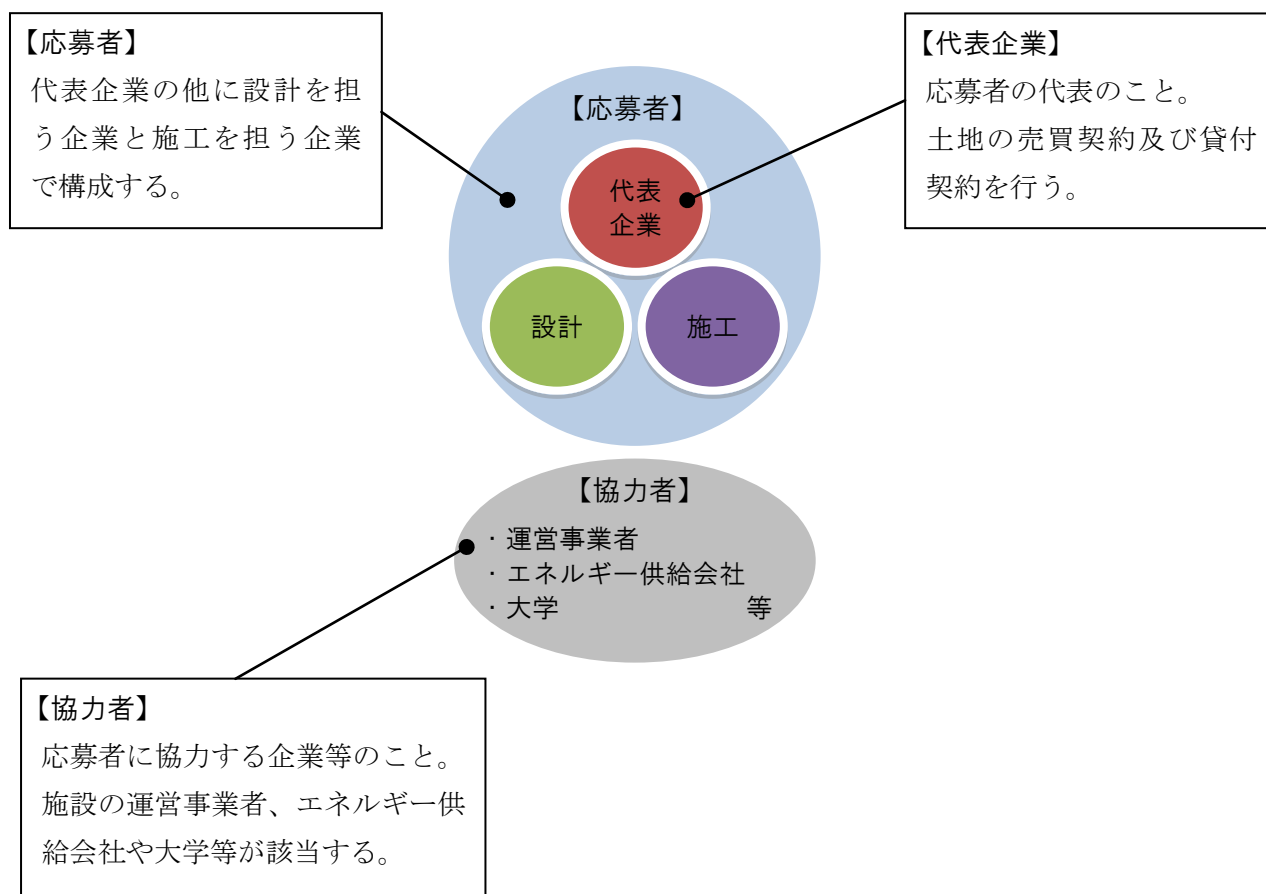 【応募者】
代表企業の他に設計を担
う企業と施工を担う企業
で構成する。
【代表企業】
応募者の代表のこと。
土地の売買契約及び貸付
契約を行う。
【応募者】
代表
企業
設計
施工
【協力者】
・運営事業者
・エネルギー供給会社
・大学 等
【協力者】
応募者に協力する企業等のこと。
施設の運営事業者、エネルギー供
給会社や大学等が該当する。